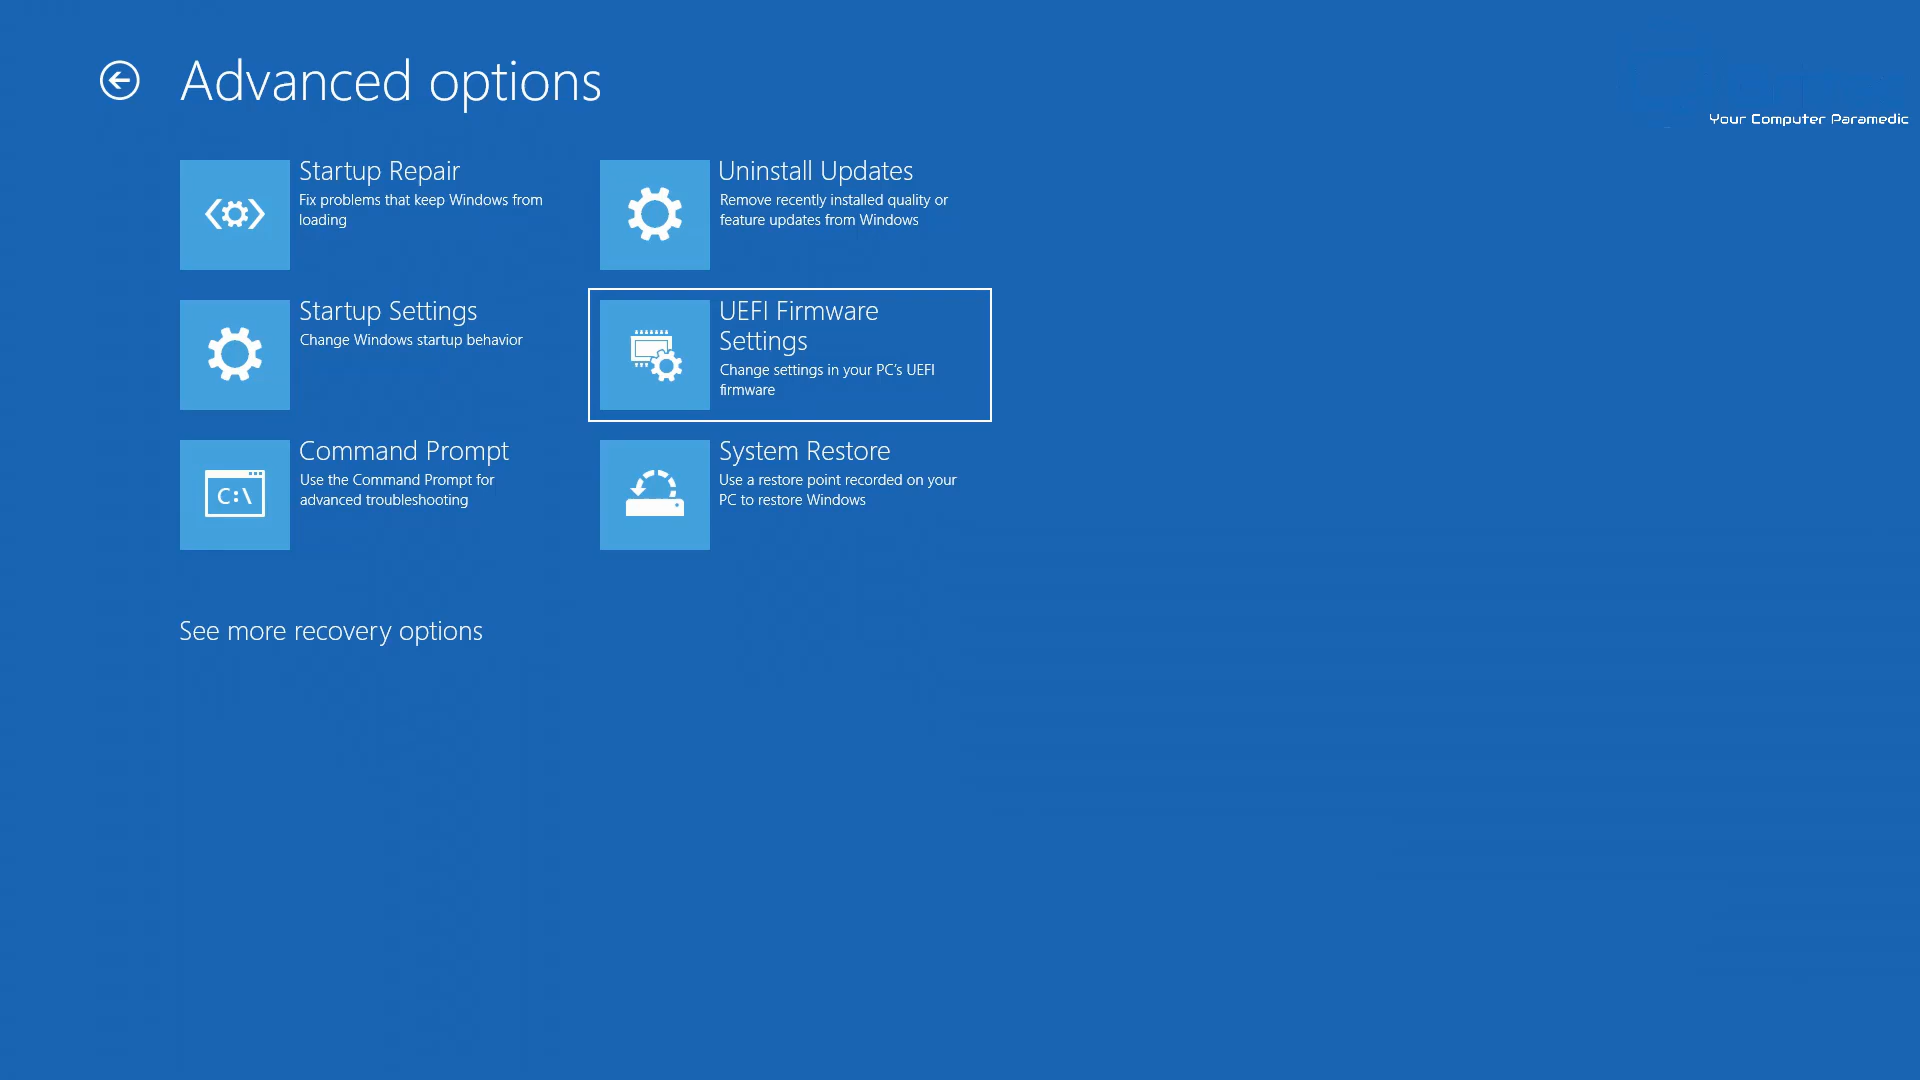 Advanced options
Your Computer Paramedic
Startup Repair
Fix problems that keep Windows from
loading
Uninstall Updates
Remove recently installed quality or
feature updates from Windows
Startup Settings
Change Windows startup behavior
UEFI Firmware
Settings
Change settings in your PC’s UEFI
firmware
Command Prompt
C:\
Use the Command Prompt for
advanced troubleshooting
System Restore
Use a restore point recorded on your
PC to restore Windows
See more recovery options